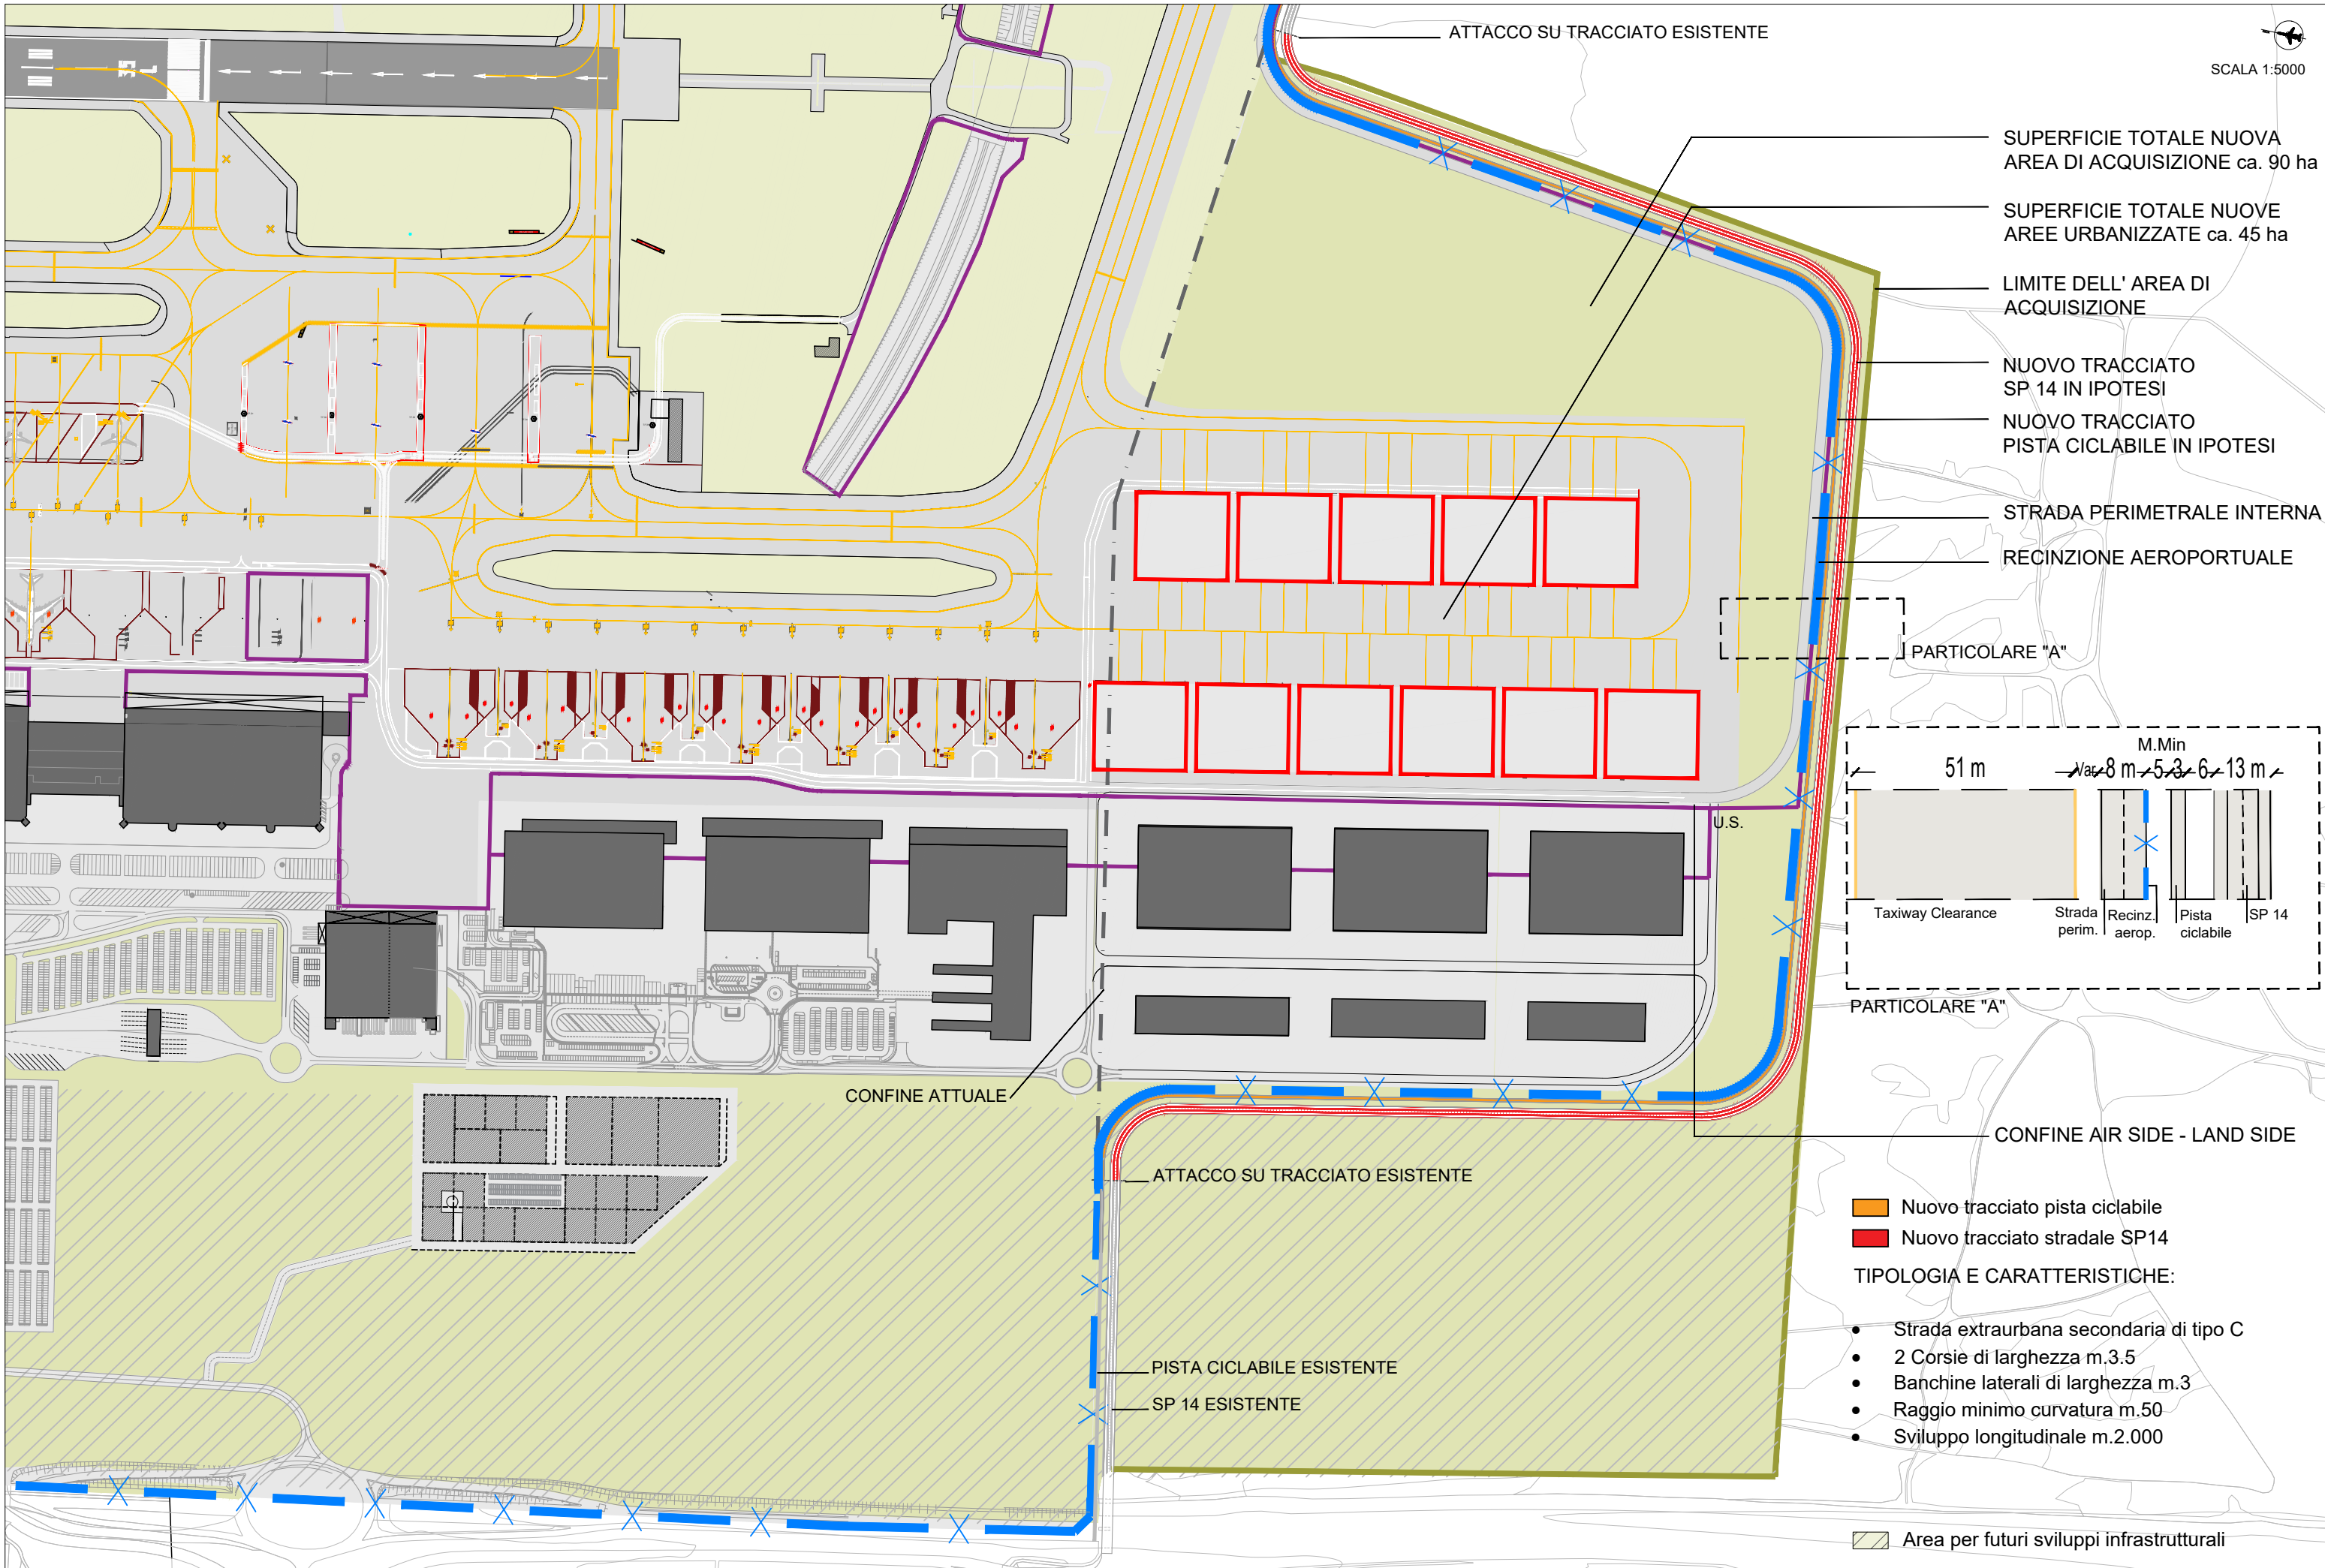 ATTACCO SU TRACCIATO ESISTENTE
SCALA 1:5000
SUPERFICIE TOTALE NUOVA
AREA DI ACQUISIZIONE ca. 90 ha
SUPERFICIE TOTALE NUOVE
AREE URBANIZZATE ca. 45 ha
LIMITE DELL' AREA DI
ACQUISIZIONE
NUOVO TRACCIATO
SP 14 IN IPOTESI
NUOVO TRACCIATO
PISTA CICLABILE IN IPOTESI
STRADA PERIMETRALE INTERNA
RECINZIONE AEROPORTUALE
PARTICOLARE "A"
M.Min
51 m
Var.
8 m
5
3
6
13 m
U.S.
Taxiway Clearance
Strada
perim.
Recinz.
aerop.
Pista
ciclabile
SP 14
PARTICOLARE "A"
35
L
CONFINE ATTUALE
CONFINE AIR SIDE - LAND SIDE
ATTACCO SU TRACCIATO ESISTENTE
Nuovo tracciato pista ciclabile
Nuovo tracciato stradale SP14
TIPOLOGIA E CARATTERISTICHE:
• Strada extraurbana secondaria di tipo C
• 2 Corsie di larghezza m.3.5
• Banchine laterali di larghezza m.3
• Raggio minimo curvatura m.50
• Sviluppo longitudinale m.2.000
PISTA CICLABILE ESISTENTE
SP 14 ESISTENTE
Area per futuri sviluppi infrastrutturali